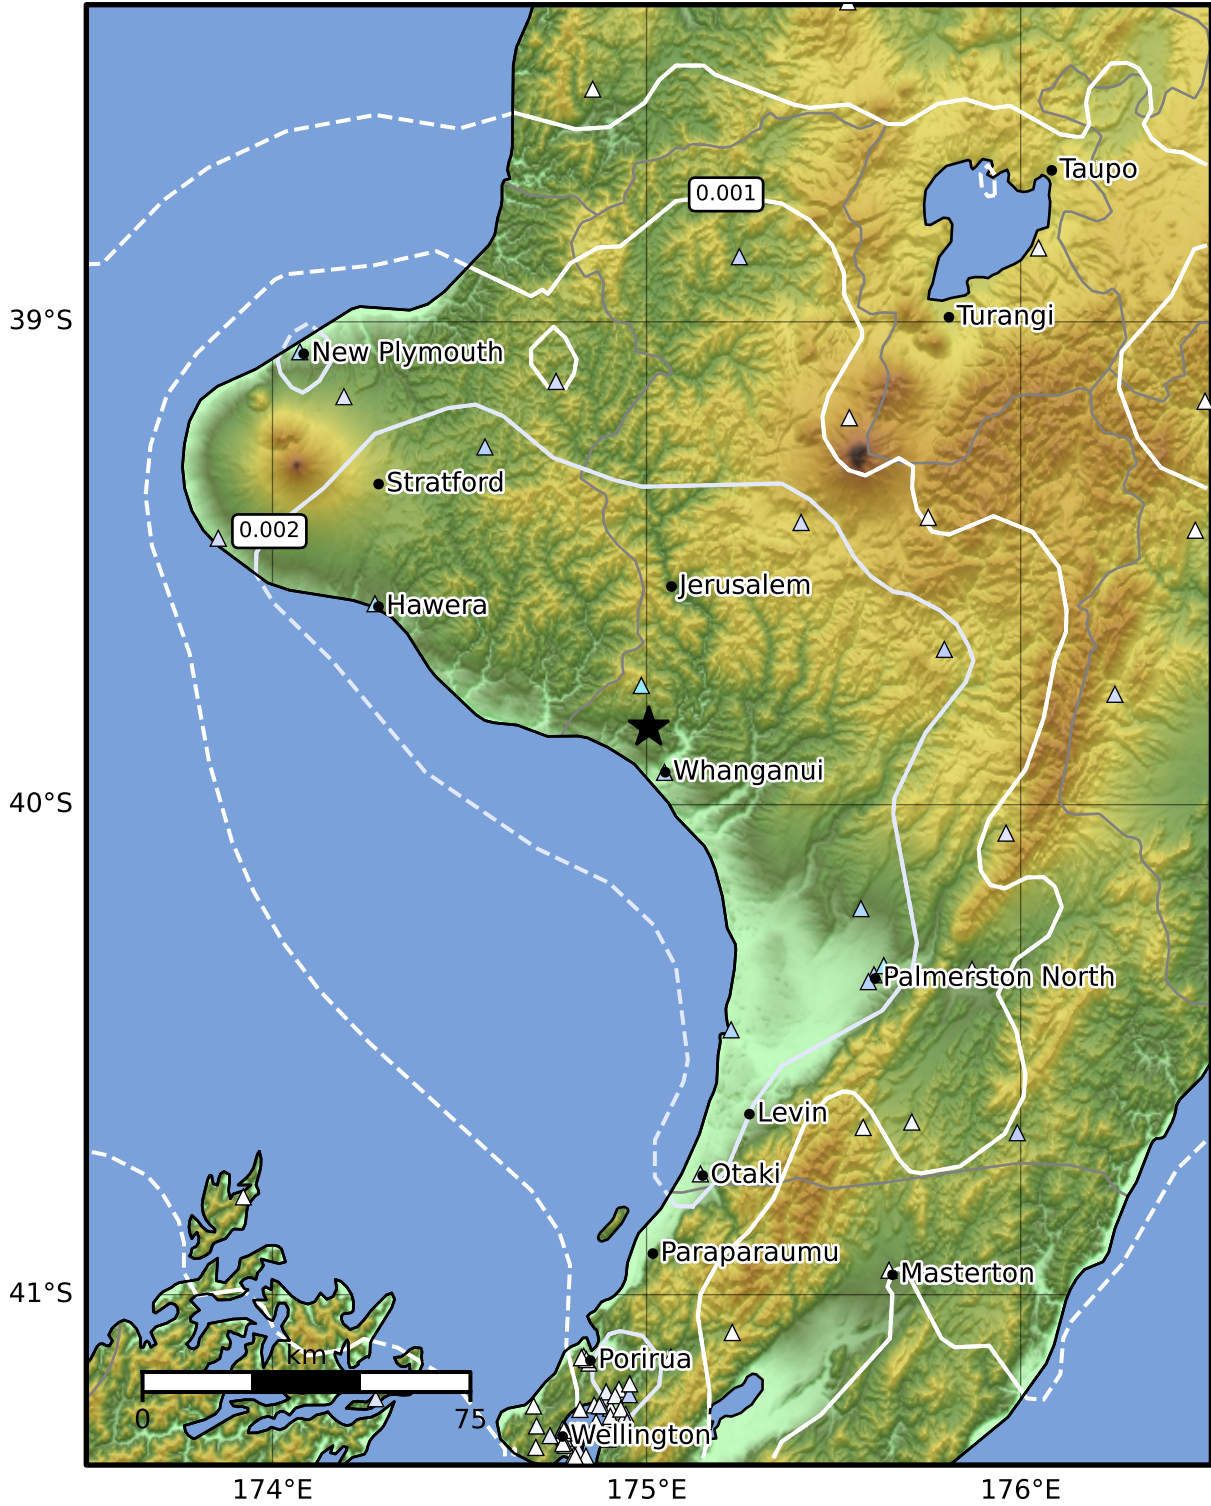 Taupo
0.001
Turangi
39°S
New Plymouth
Stratford
0.002
Jerusalem
Hawera
Whanganui
40°S
Palmerston North
Levin
Otaki
Paraparaumu
Masterton
41°S
km
Porirua
0
75
Wellington
174°E
175°E
176°E